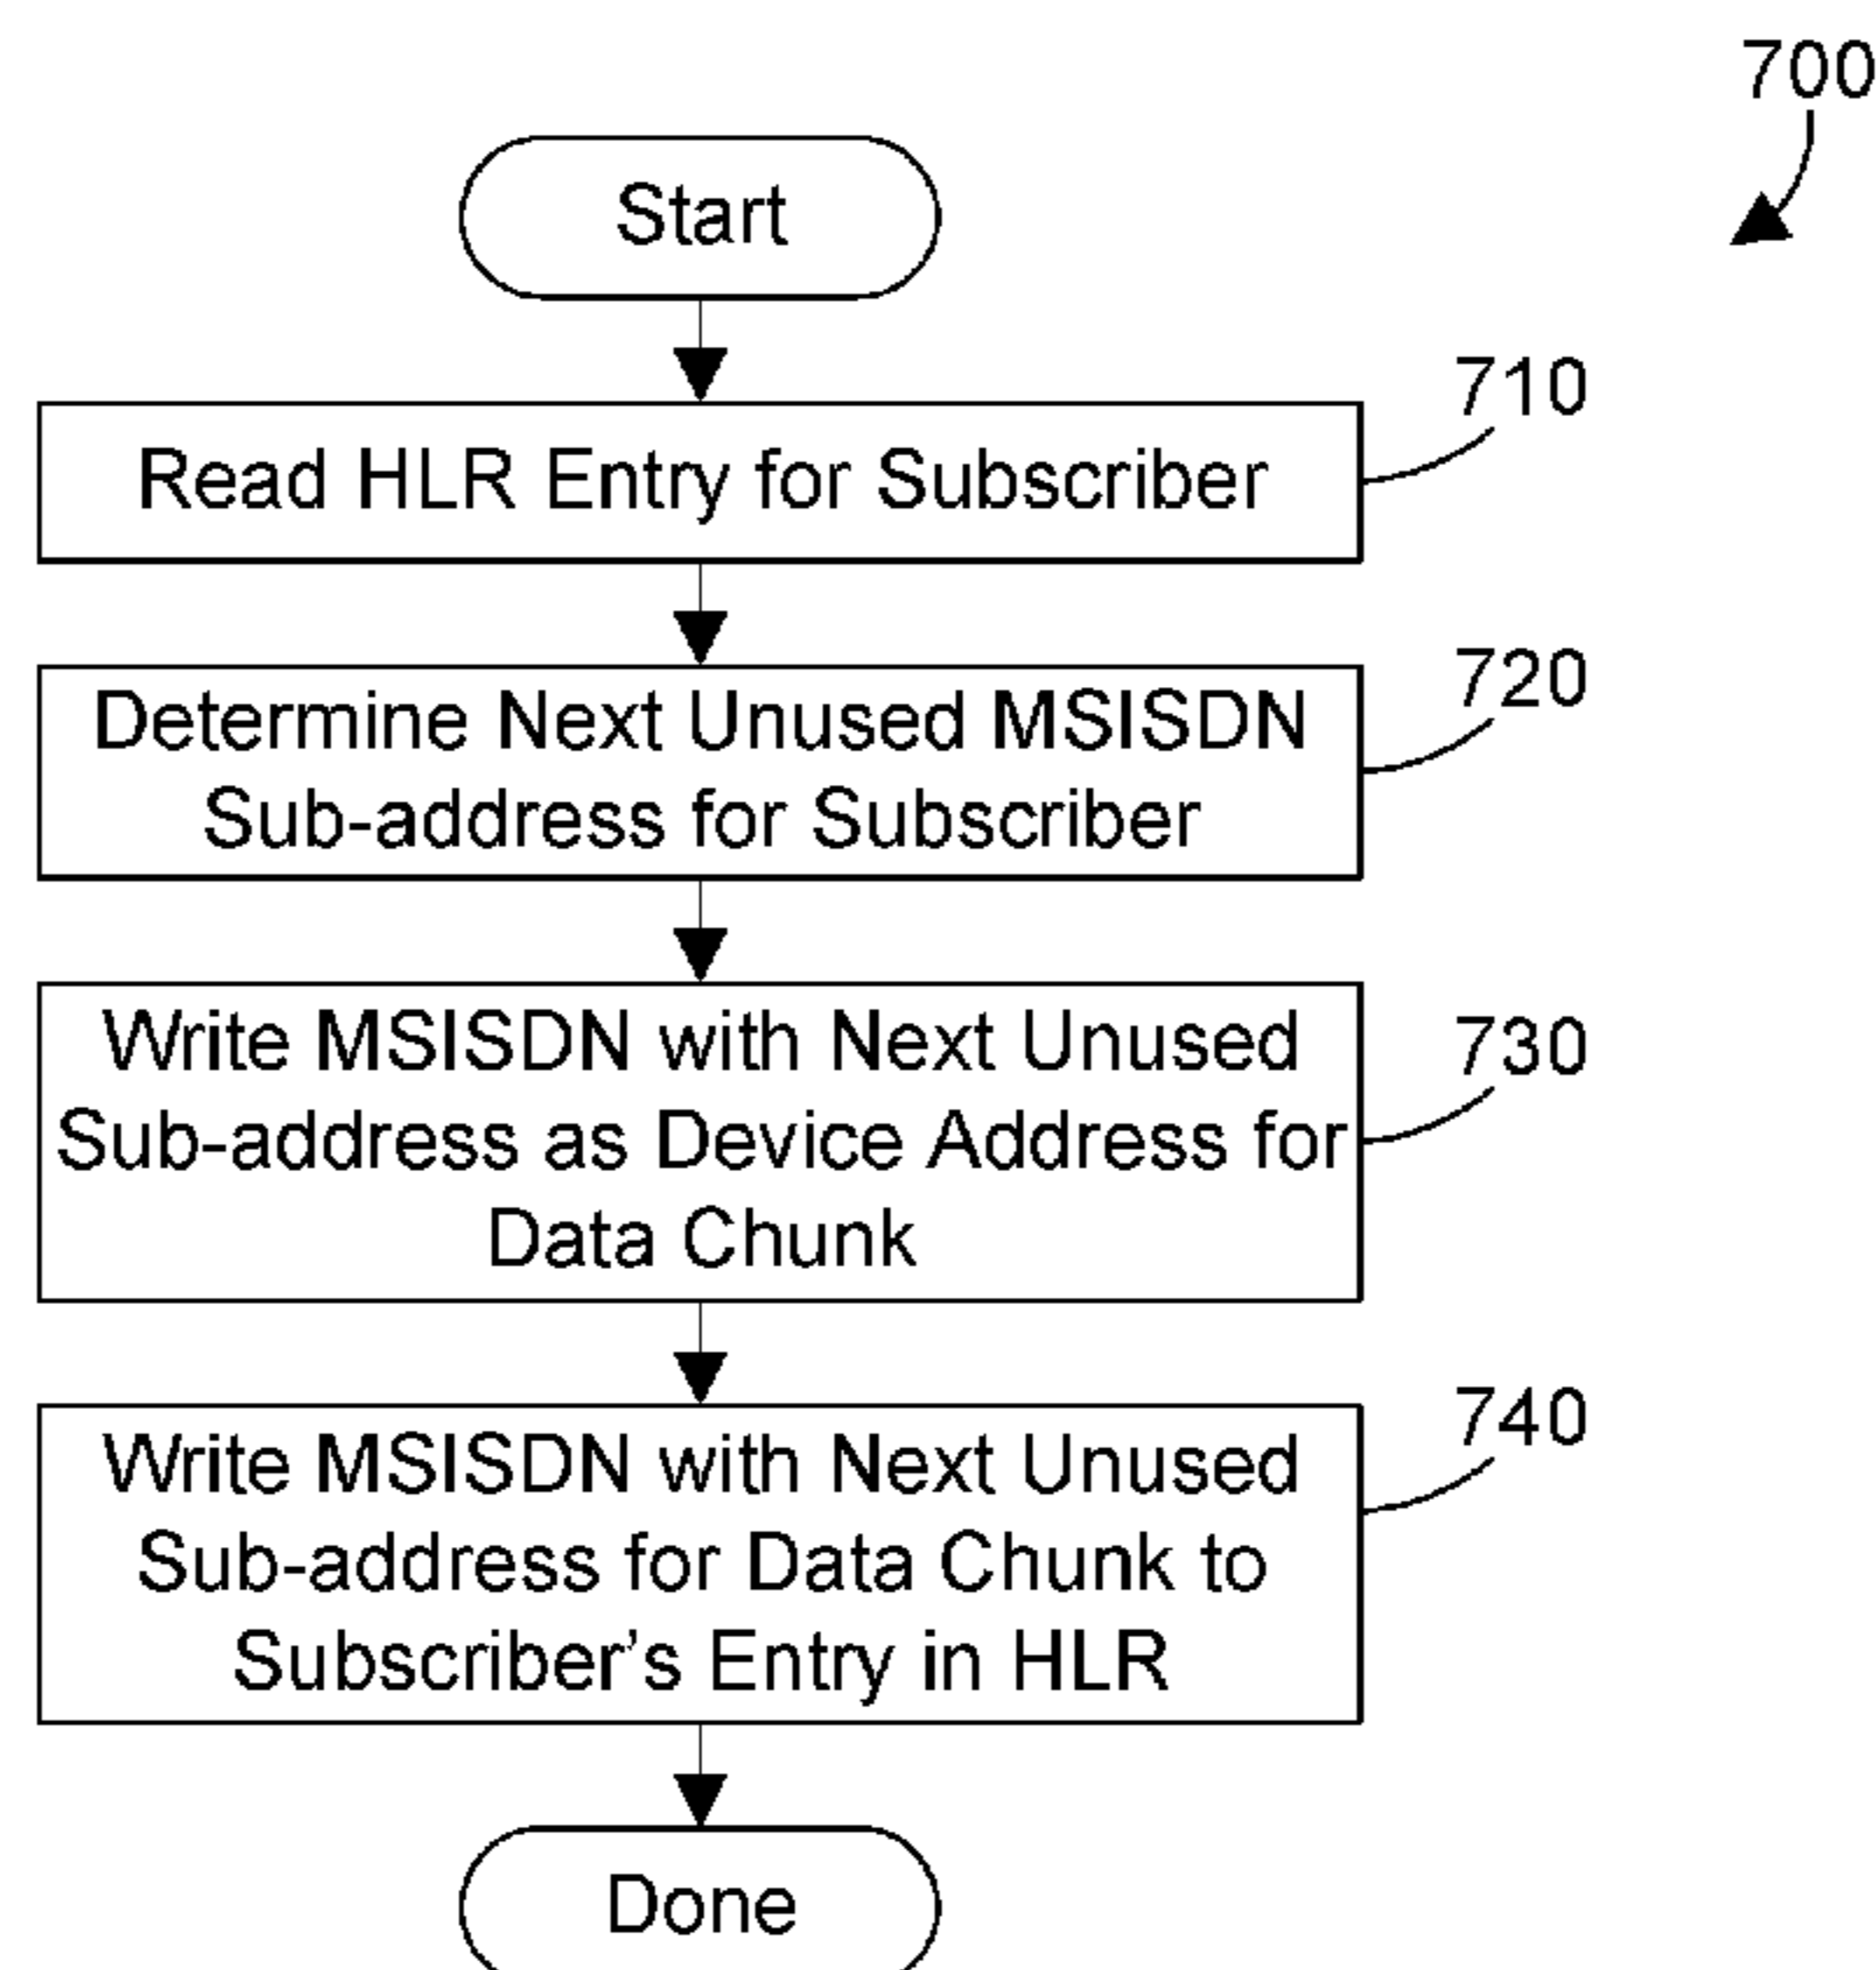 700
Start
710
Read HLR Entry for Subscriber
720
Determine Next Unused MSISDN
Sub-address for Subscriber
730
Write MSISDN with Next Unused
Sub-address as Device Address for
Data Chunk
740
Write MSISDN with Next Unused
Sub-address for Data Chunk to
Subscriber's Entry in HLR
Done